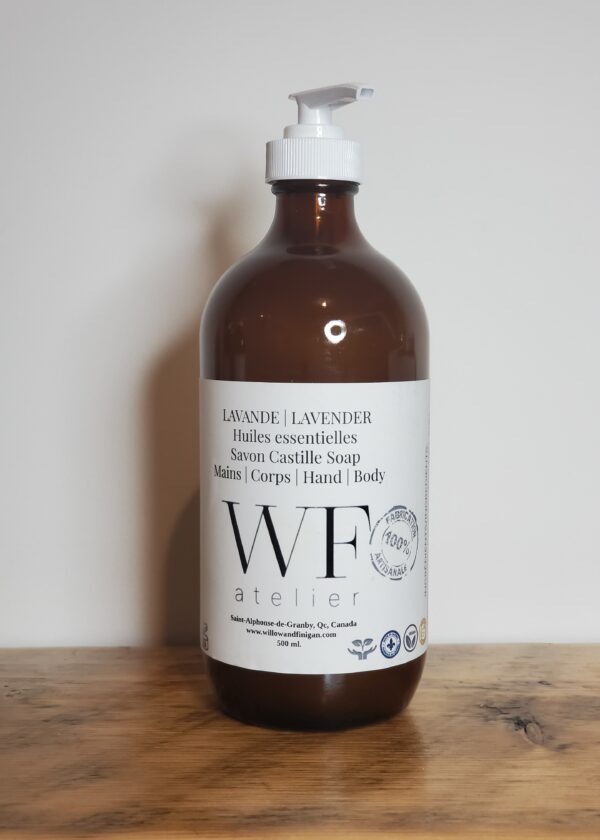 LAVANDE | LAVENDER
Huiles essentielles
Savon Castille Soap
Mains | Corps | Hand | Body
WF
FABRICATION
100%
ARTISANALE
atelier
Saint-Alphonse-de-Granby, Qc, Canada
www.willowandfinigan.com
500 ml.